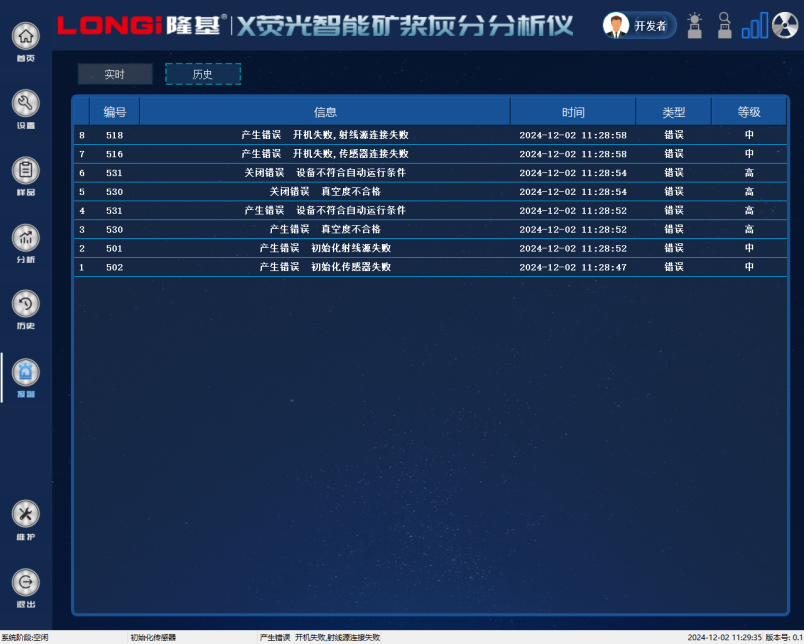 LONGi隆基® X荧光智能矿浆灰分分析仪 开发者
首页
设置
样品
分析
历史
报警
维护
退出
实时 历史
编号 信息 时间 类型 等级
8 518 产生错误 开机失败,射线源连接失败 2024-12-02 11:28:58 错误 中
7 516 产生错误 开机失败,传感器连接失败 2024-12-02 11:28:58 错误 中
6 531 关闭错误 设备不符合自动运行条件 2024-12-02 11:28:54 错误 高
5 530 关闭错误 真空度不合格 2024-12-02 11:28:54 错误 高
4 531 产生错误 设备不符合自动运行条件 2024-12-02 11:28:52 错误 高
3 530 产生错误 真空度不合格 2024-12-02 11:28:52 错误 高
2 501 产生错误 初始化射线源失败 2024-12-02 11:28:52 错误 中
1 502 产生错误 初始化传感器失败 2024-12-02 11:28:47 错误 中
系统阶段:空闲 初始化传感器 产生错误 开机失败,射线源连接失败 2024-12-02 11:29:35 版本号: 0.1